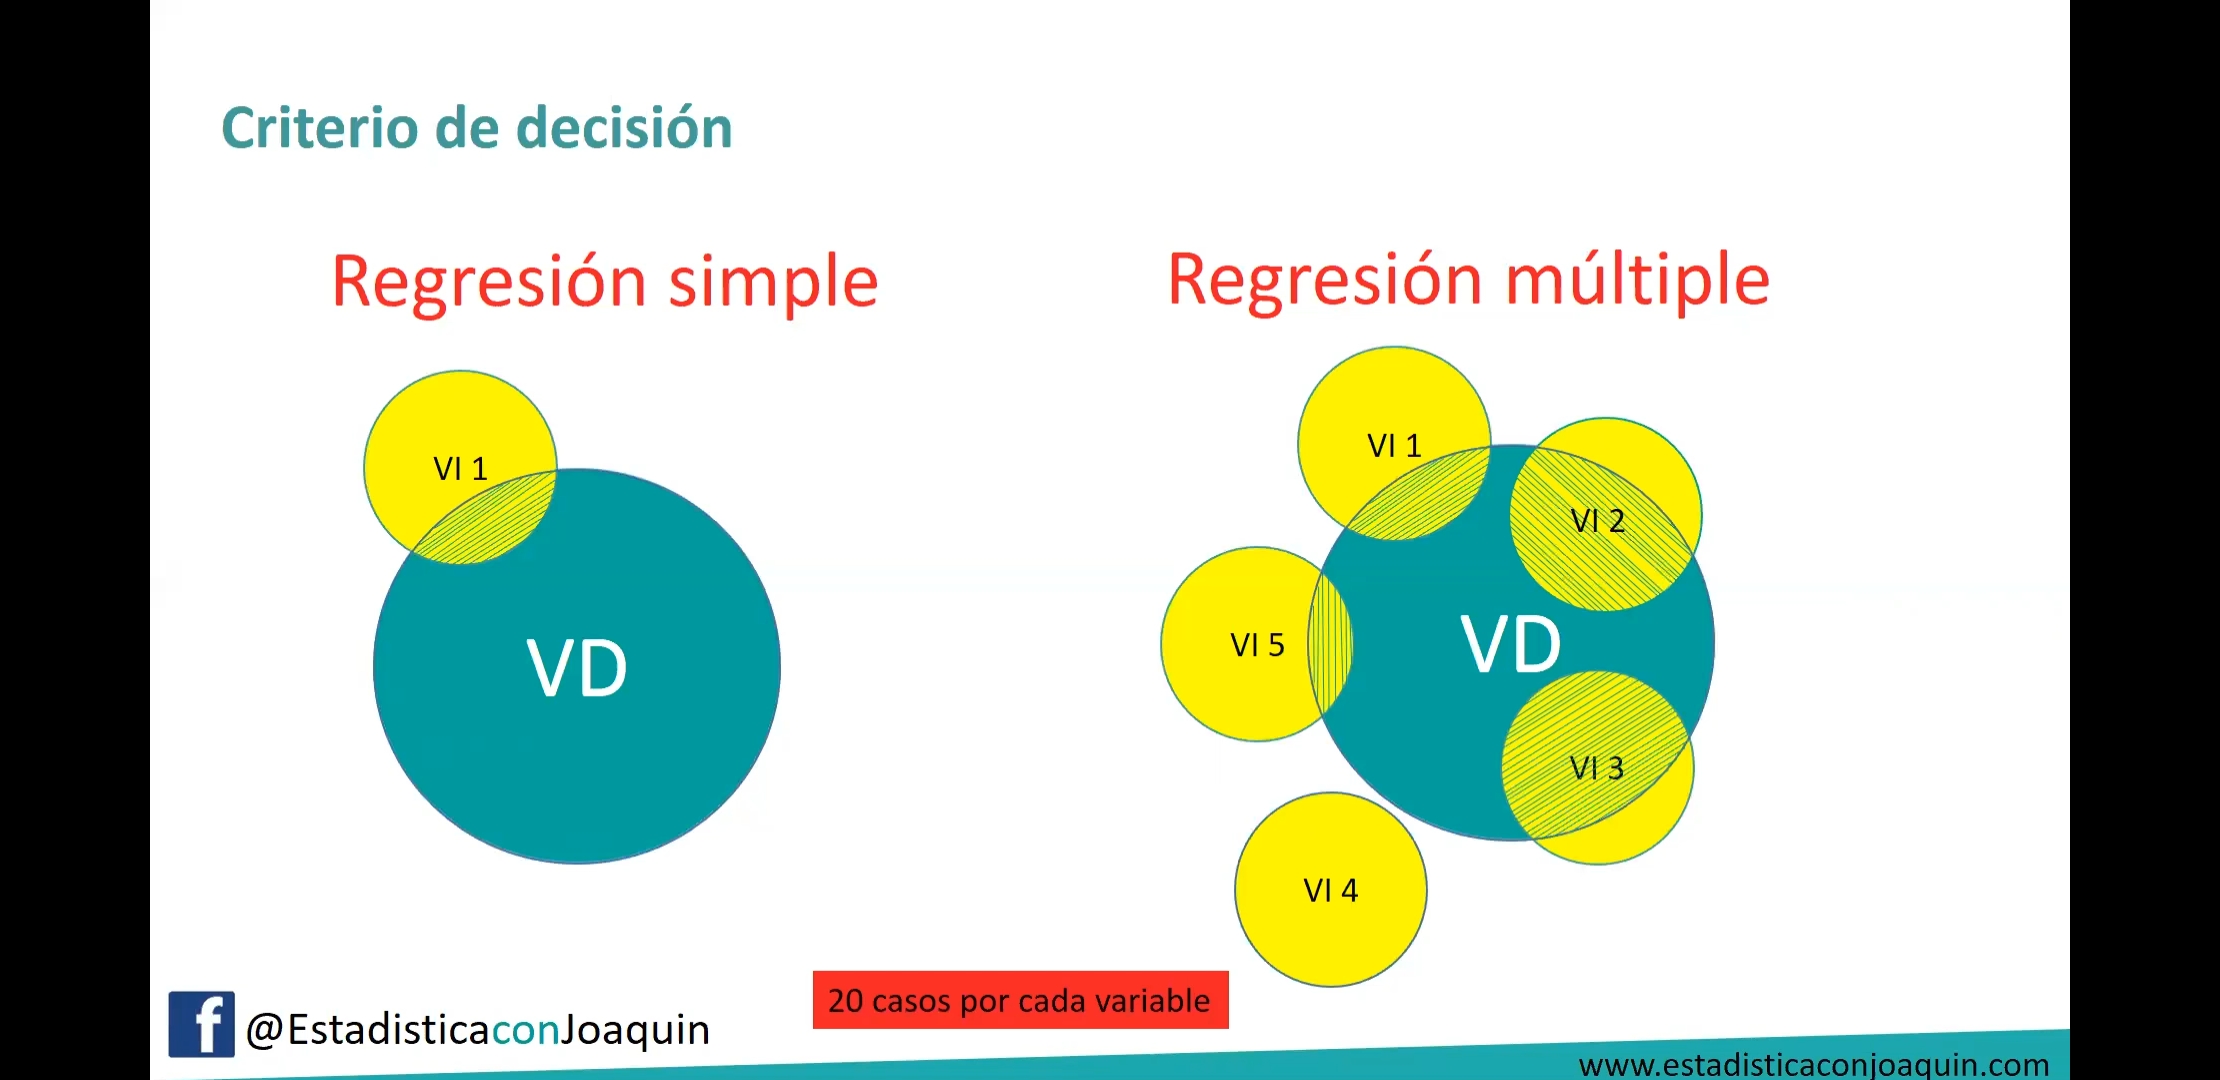 Criterio de decisión
Regresión simple
VI 1
VD
Regresión múltiple
VI 1
VI 2
VI 5
VD
VI 3
VI 4
20 casos por cada variable
f @EstadisticaconJoaquin
www.estadisticaconjoaquin.com